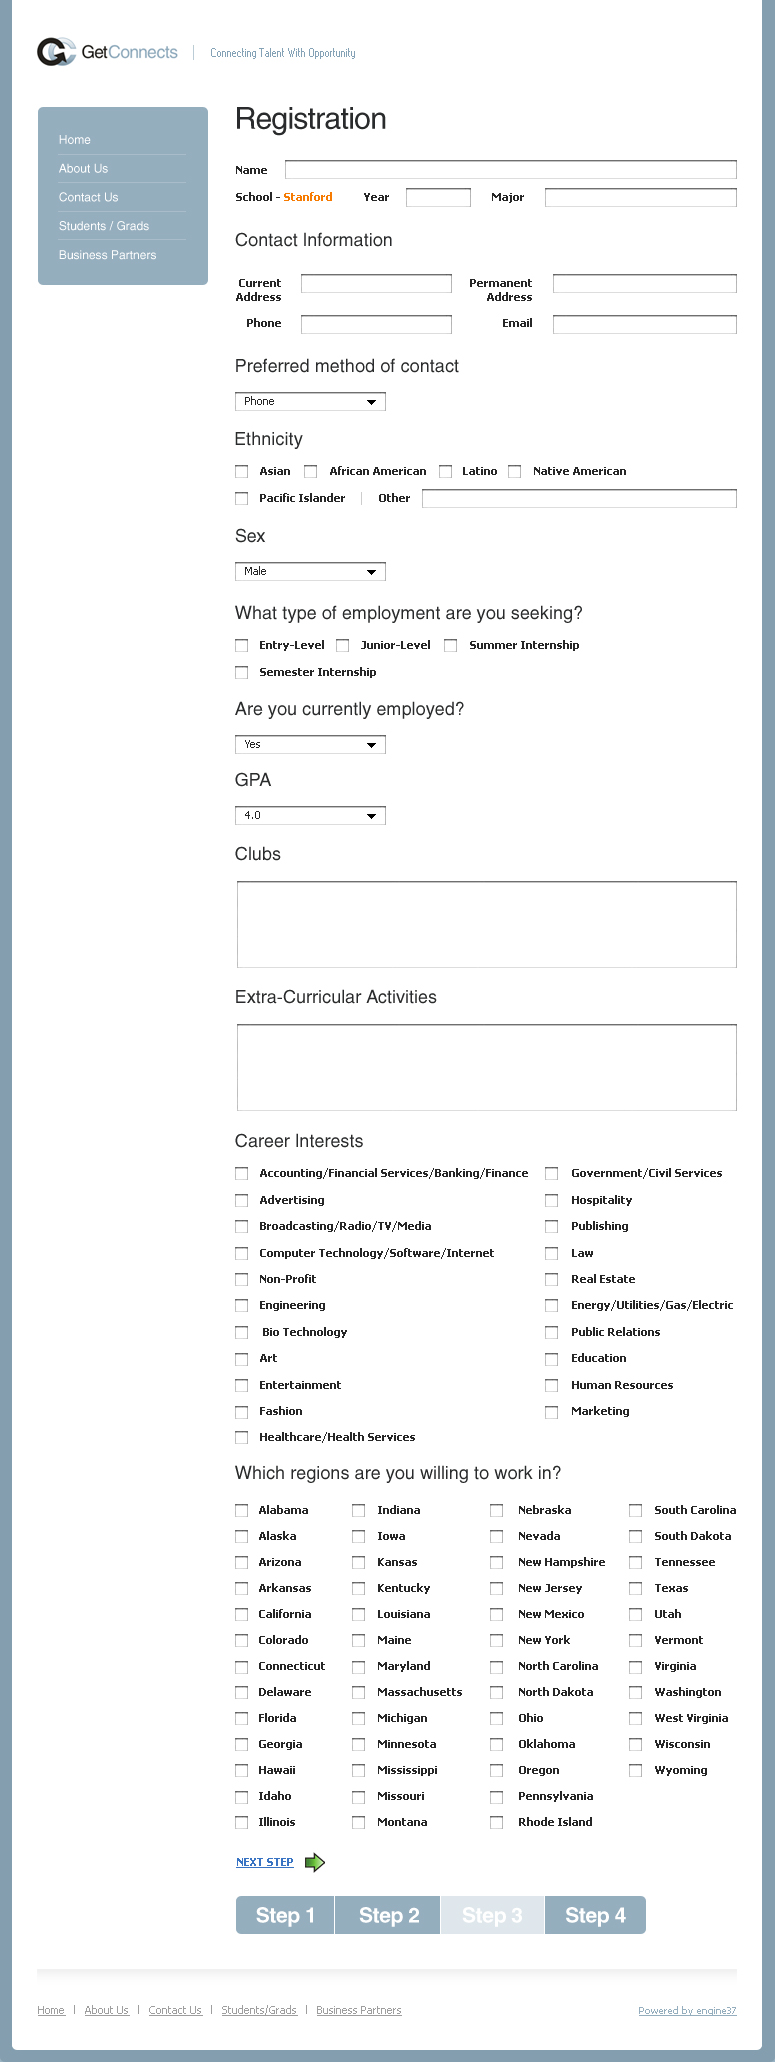 GetConnects
Connecting Talent With Opportunity
Home
About Us
Contact Us
Students / Grads
Business Partners
Registration
Name
School - Stanford Year Major
Contact Information
Current Address Permanent Address
Phone Email
Preferred method of contact
Phone
Ethnicity
Asian African American Latino Native American
Pacific Islander Other
Sex
Male
What type of employment are you seeking?
Entry-Level Junior-Level Summer Internship
Semester Internship
Are you currently employed?
Yes
GPA
4.0
Clubs
Extra-Curricular Activities
Career Interests
Accounting/Financial Services/Banking/Finance Government/Civil Services
Advertising Hospitality
Broadcasting/Radio/TV/Media Publishing
Computer Technology/Software/Internet Law
Non-Profit Real Estate
Engineering Energy/Utilities/Gas/Electric
Bio Technology Public Relations
Art Education
Entertainment Human Resources
Fashion Marketing
Healthcare/Health Services
Which regions are you willing to work in?
Alabama Indiana Nebraska South Carolina
Alaska Iowa Nevada South Dakota
Arizona Kansas New Hampshire Tennessee
Arkansas Kentucky New Jersey Texas
California Louisiana New Mexico Utah
Colorado Maine New York Vermont
Connecticut Maryland North Carolina Virginia
Delaware Massachusetts North Dakota Washington
Florida Michigan Ohio West Virginia
Georgia Minnesota Oklahoma Wisconsin
Hawaii Mississippi Oregon Wyoming
Idaho Missouri Pennsylvania
Illinois Montana Rhode Island
NEXT STEP
Step 1 Step 2 Step 3 Step 4
Home | About Us | Contact Us | Students/Grads | Business Partners Powered by engine37